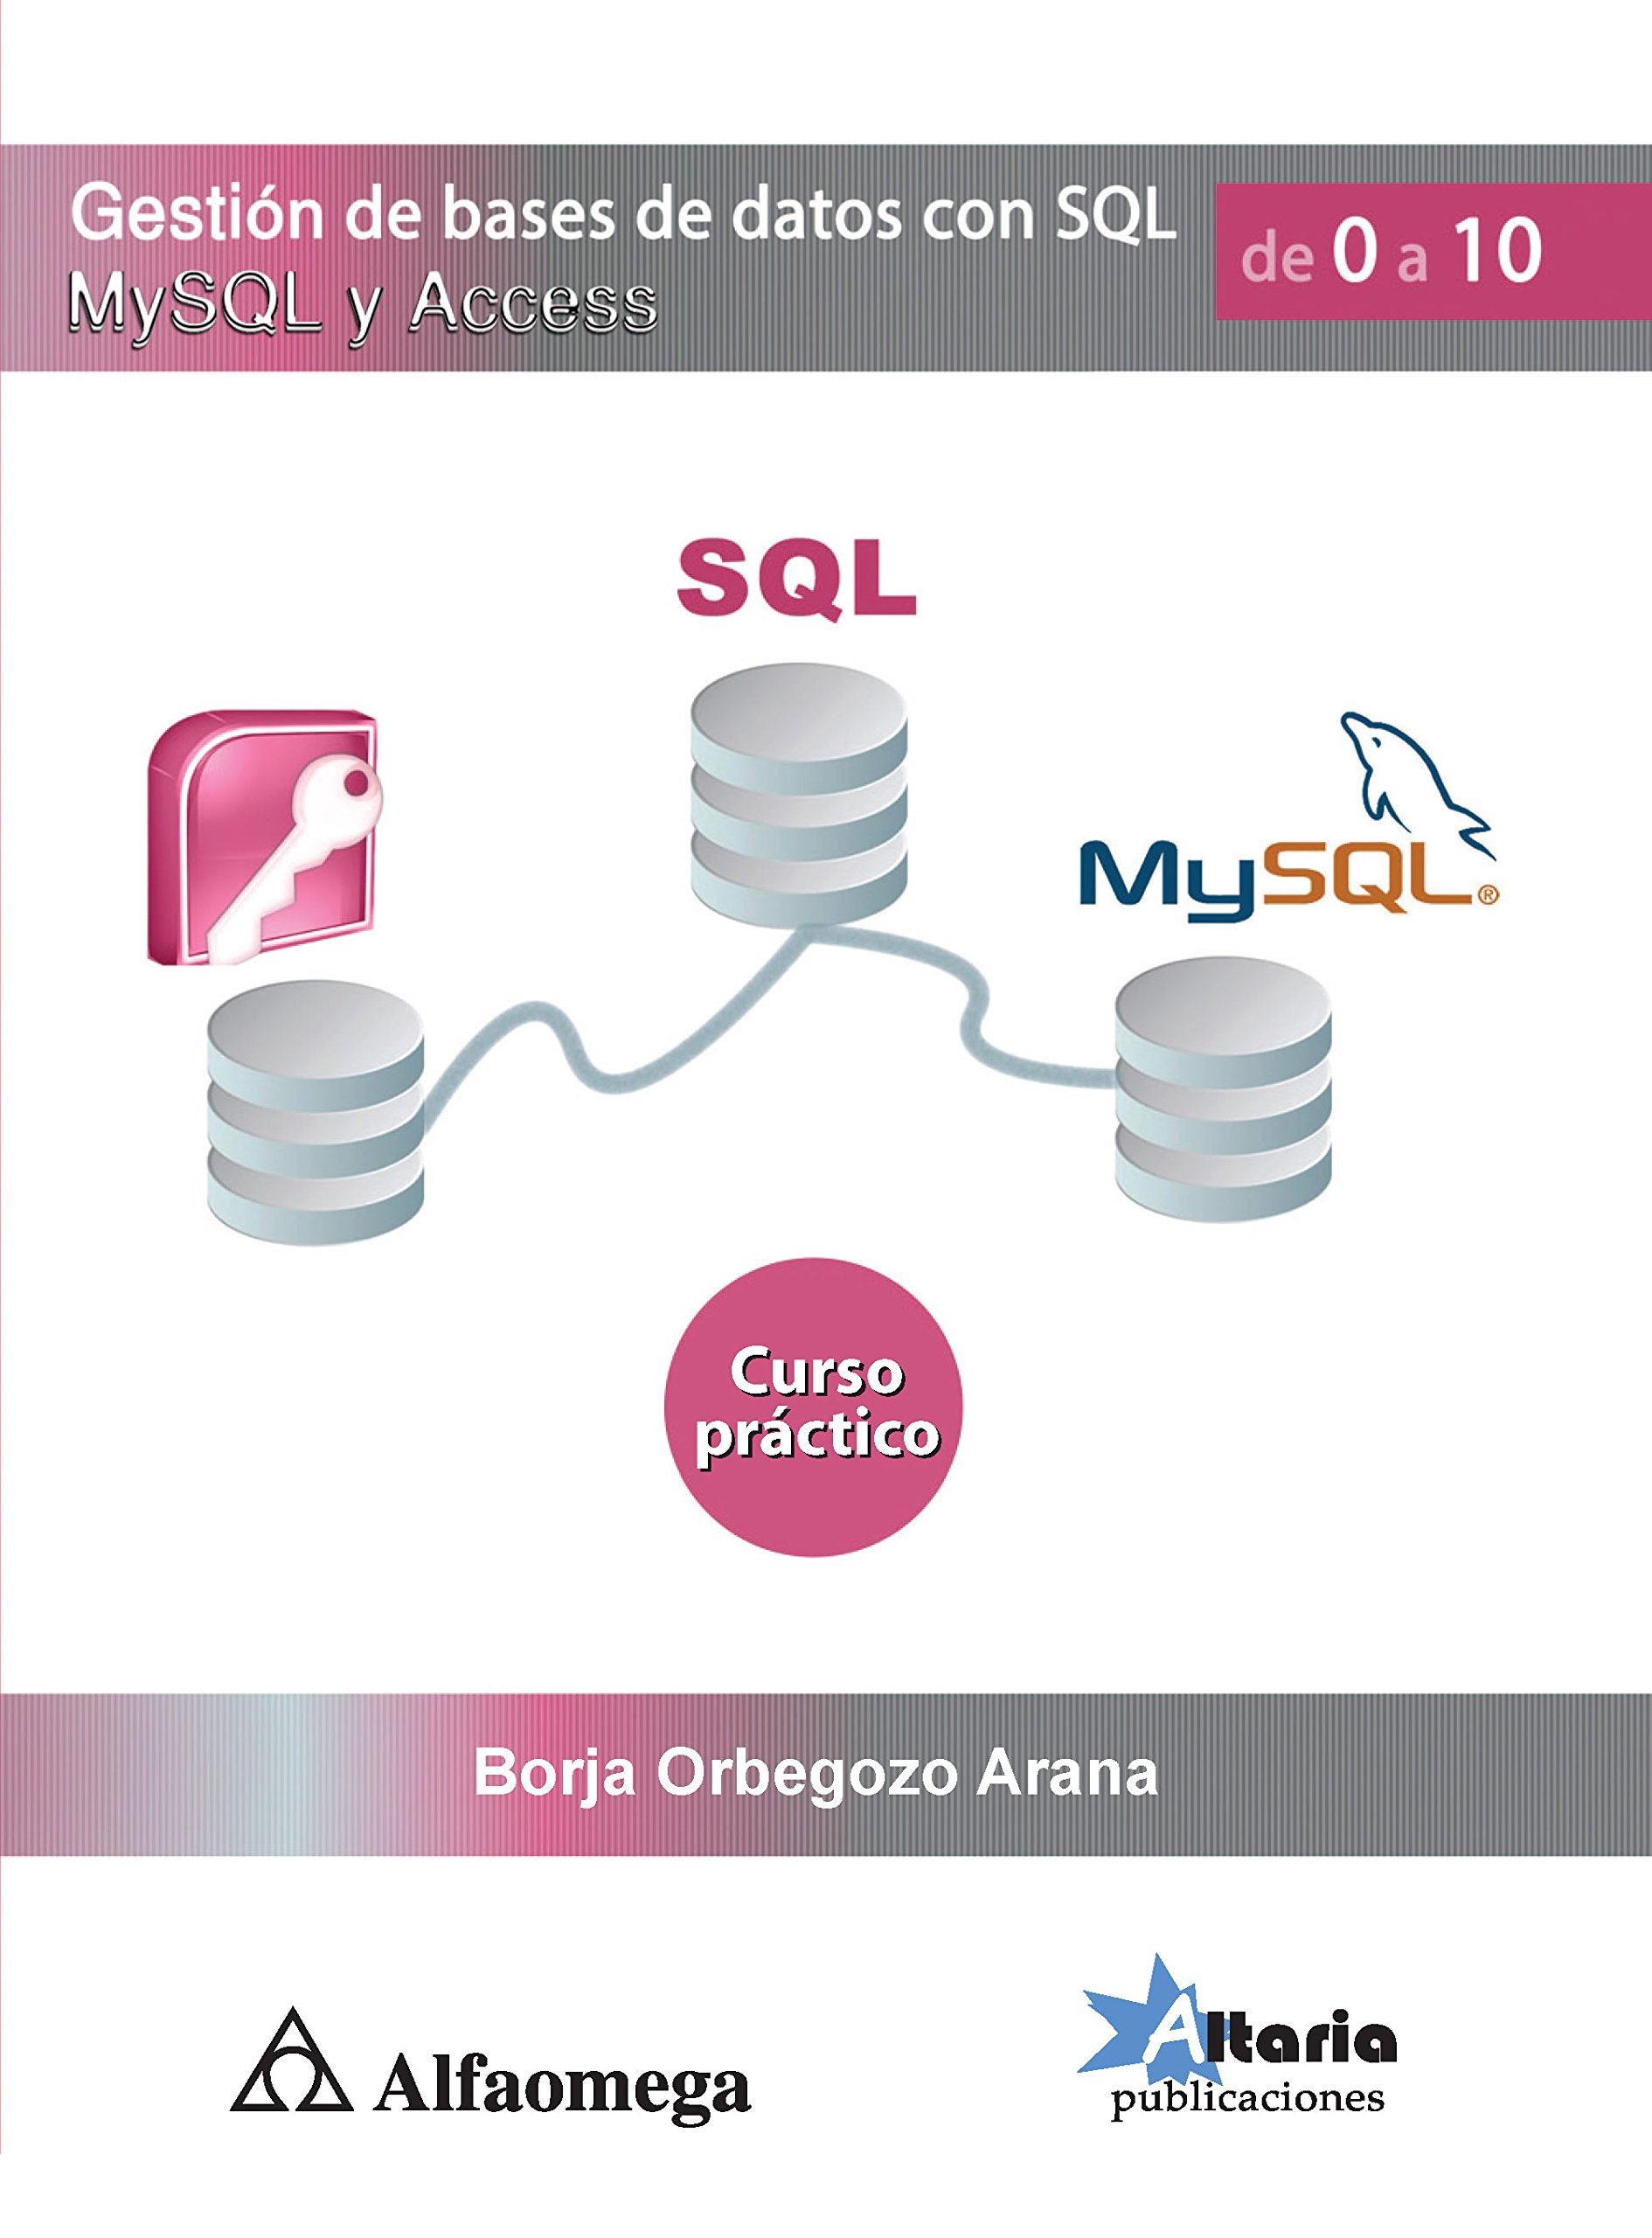 Gestión de bases de datos con SQL
MySQL y Access
de 0 a 10
SQL
MySQL®
Curso
práctico
Borja Orbegozo Arana
Alfaomega
Altaria
publicaciones